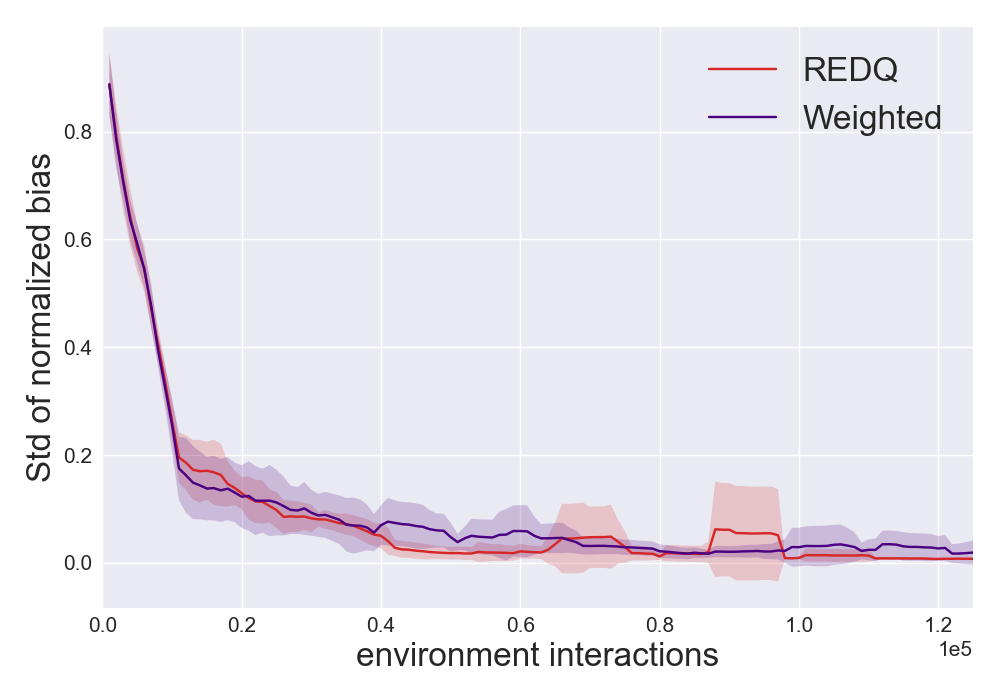 REDQ
Weighted
Std of normalized bias
0.8
0.6
0.4
0.2
0.0
0.0 0.2 0.4 0.6 0.8 1.0 1.2
1e5
environment interactions